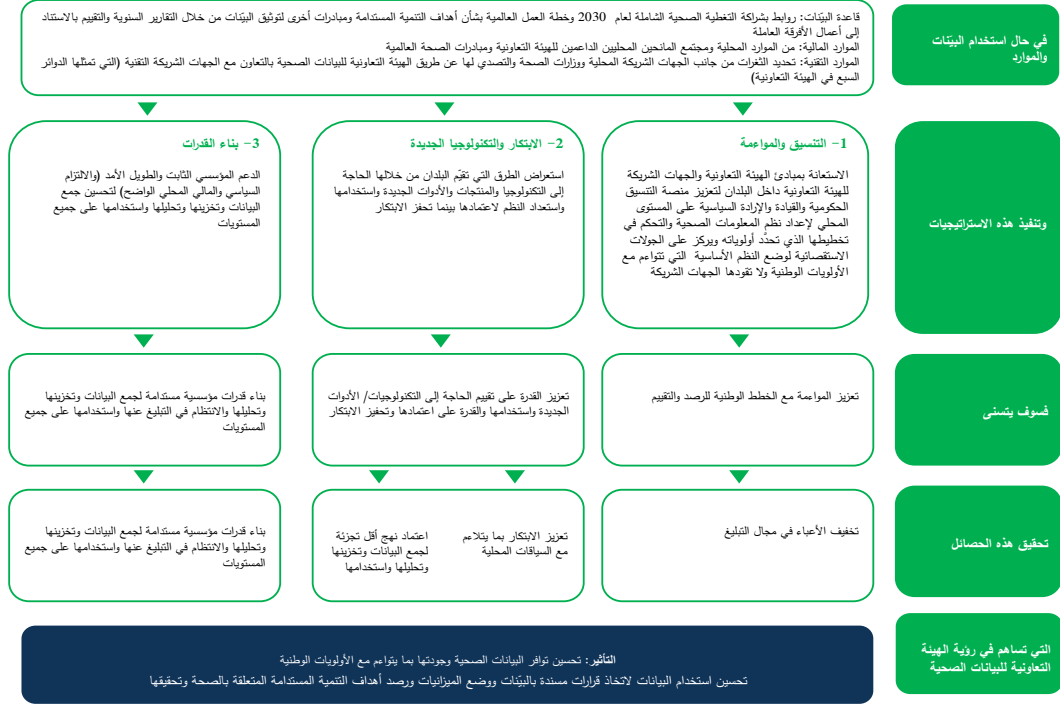 في حال استخدام البيّنات
والموارد
قاعدة البيّنات: روابط بشراكة التغطية الصحية الشاملة لعام 2030 وخطة العمل العالمية بشأن أهداف التنمية المستدامة ومبادرات أخرى لتوثيق البيّنات من خلال التقارير السنوية والتقييم بالاستناد
إلى أعمال الأفرقة العاملة
الموارد المالية: من الموارد المحلية ومجتمع المانحين المحليين الداعمين للهيئة التعاونية ومبادرات الصحة العالمية
الموارد التقنية: تحديد الثغرات من جانب الجهات الشريكة المحلية ووزارات الصحة والتصدي لها عن طريق الهيئة التعاونية للبيانات الصحية بالتعاون مع الجهات الشريكة التقنية (التي تمثلها الدوائر
السبع في الهيئة التعاونية)
وتنفيذ هذه الاستراتيجيات
1- التنسيق والمواءمة
الاستعانة بمبادئ الهيئة التعاونية والجهات الشريكة
للهيئة التعاونية داخل البلدان لتعزيز منصة التنسيق
الحكومية والقيادة والإرادة السياسية على المستوى
المحلي لإعداد نظم المعلومات الصحية والتحكم في
تخطيطها الذي تحدَّد أولوياته ويركز على الجولات
الاستقصائية لوضع النظم الأساسية التي تتواءم مع
الأولويات الوطنية ولا تقودها الجهات الشريكة
2- الابتكار والتكنولوجيا الجديدة
استعراض الطرق التي تقيّم البلدان من خلالها الحاجة
إلى التكنولوجيا والمنتجات والأدوات الجديدة واستخدامها
واستعداد النظم لاعتمادها بينما تحفز الابتكار
3- بناء القدرات
الدعم المؤسسي الثابت والطويل الأمد (والالتزام
السياسي والمالي المحلي الواضح) لتحسين جمع
البيانات وتخزينها وتحليلها واستخدامها على جميع
المستويات
فسوف يتسنى
تعزيز المواءمة مع الخطط الوطنية للرصد والتقييم
تعزيز القدرة على تقييم الحاجة إلى التكنولوجيات/ الأدوات
الجديدة واستخدامها والقدرة على اعتمادها وتحفيز الابتكار
بناء قدرات مؤسسية مستدامة لجمع البيانات وتخزينها
وتحليلها والانتظام في التبليغ عنها واستخدامها على جميع
المستويات
تحقيق هذه الحصائل
تخفيف الأعباء في مجال التبليغ
تعزيز الابتكار بما يتلاءم
مع السياقات المحلية
اعتماد نهج أقل تجزئة
لجمع البيانات وتخزينها
وتحليلها واستخدامها
بناء قدرات مؤسسية مستدامة لجمع البيانات وتخزينها
وتحليلها والانتظام في التبليغ عنها واستخدامها على جميع
المستويات
التي تساهم في رؤية الهيئة
التعاونية للبيانات الصحية
التأثير: تحسين توافر البيانات الصحية وجودتها بما يتواءم مع الأولويات الوطنية
تحسين استخدام البيانات لاتخاذ قرارات مسندة بالبيّنات ووضع الميزانيات ورصد أهداف التنمية المستدامة المتعلقة بالصحة وتحقيقها